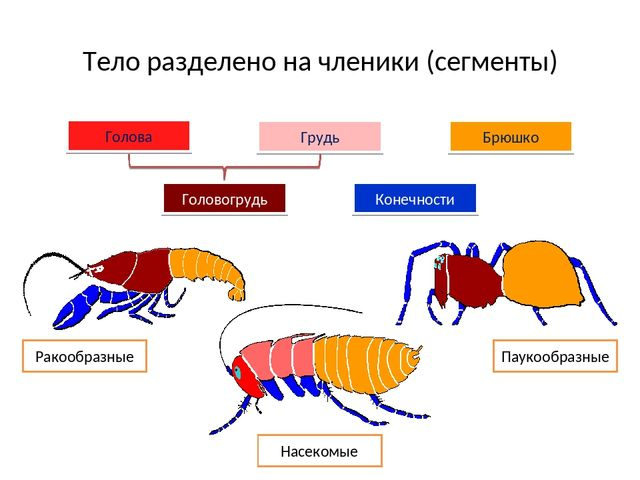 Тело разделено на членики (сегменты)
Голова
Грудь
Брюшко
Головогрудь
Конечности
Ракообразные
Паукообразные
Насекомые